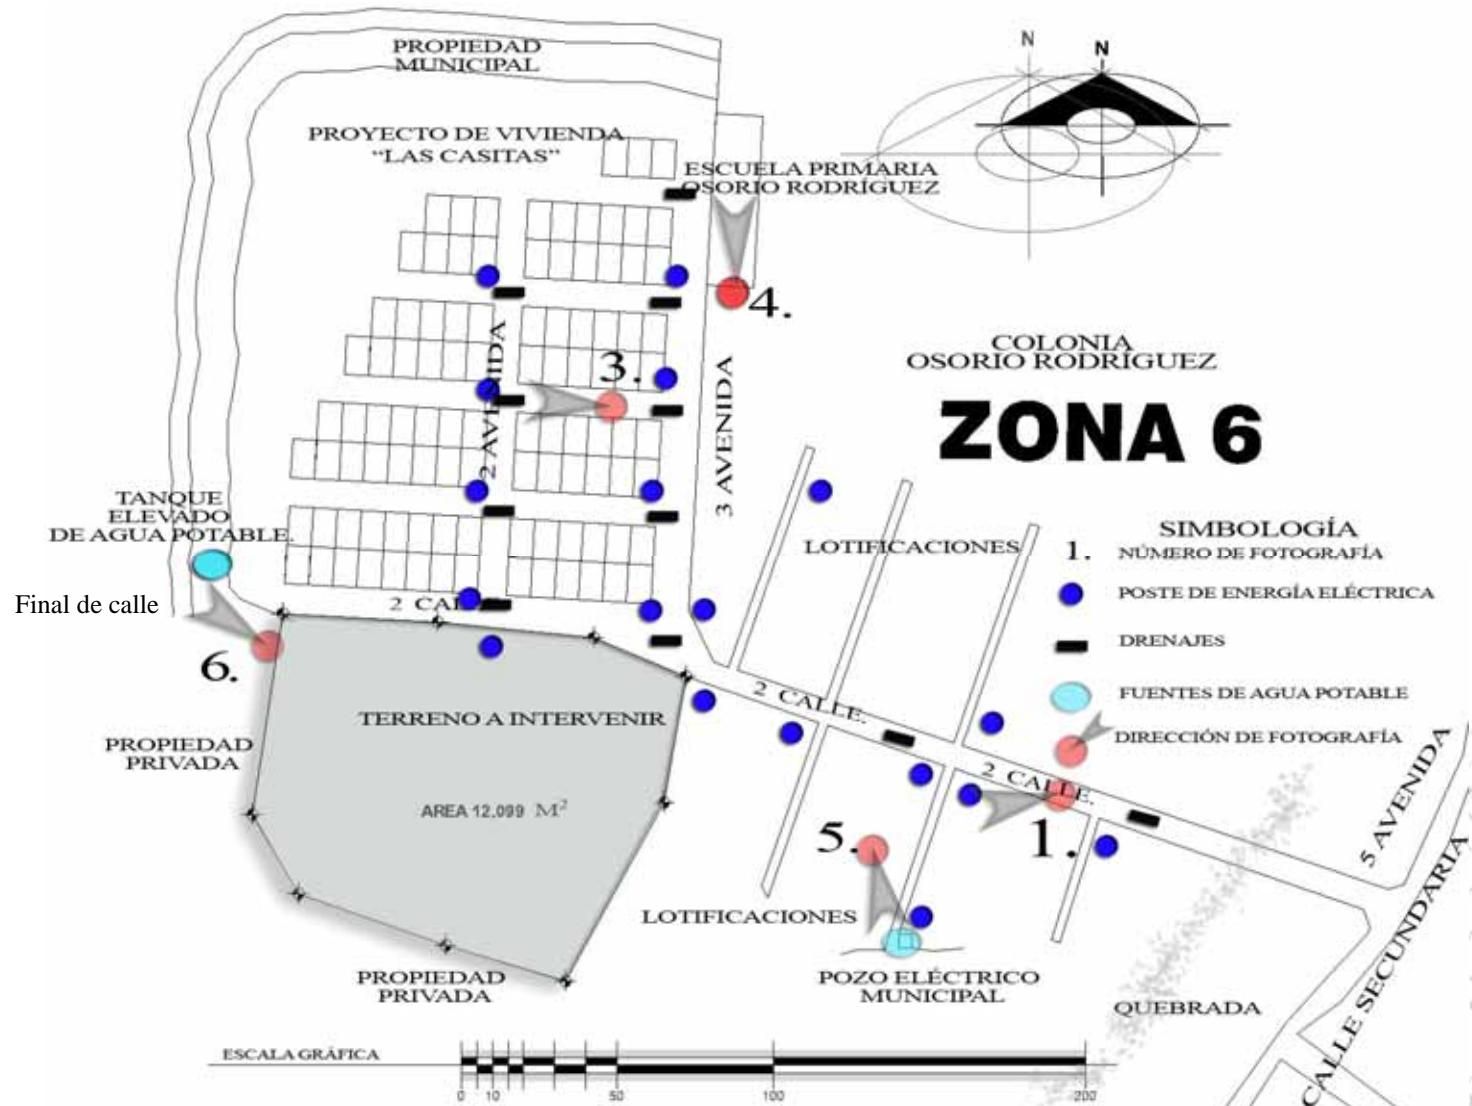 PROPIEDAD
MUNICIPAL
N
N
PROYECTO DE VIVIENDA
“LAS CASITAS”
ESCUELA PRIMARIA
OSORIO RODRÍGUEZ
4.
COLONIA
OSORIO RODRÍGUEZ
ZONA 6
3.
2 AVENIDA
3 AVENIDA
TANQUE
ELEVADO
DE AGUA POTABLE.
Final de calle
2 CALLE
6.
LOTIFICACIONES
SIMBOLOGÍA
1. NÚMERO DE FOTOGRAFÍA
POSTE DE ENERGÍA ELÉCTRICA
DRENAJES
FUENTES DE AGUA POTABLE
DIRECCIÓN DE FOTOGRAFÍA
2 CALLE.
2 CALLE.
TERRENO A INTERVENIR
PROPIEDAD
PRIVADA
AREA 12.099 M²
5.
1.
5 AVENIDA
LOTIFICACIONES
CALLE SECUNDARIA
PROPIEDAD
PRIVADA
POZO ELÉCTRICO
MUNICIPAL
QUEBRADA
ESCALA GRÁFICA
0 10 50 100 200